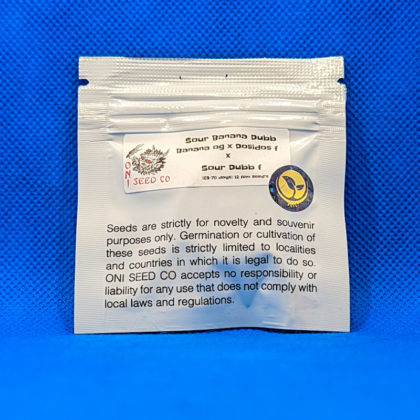 Sour Banana Dubb
Banana og x Dosidos f
x
Sour Dubb f
ONI
SEED CO
Seeds are strictly for novelty and souvenir
purposes only. Germination or cultivation of
these seeds is strictly limited to localities
and countries in which it is legal to do so.
ONI SEED CO accepts no responsibility or
liability for any use that does not comply with
local laws and regulations.